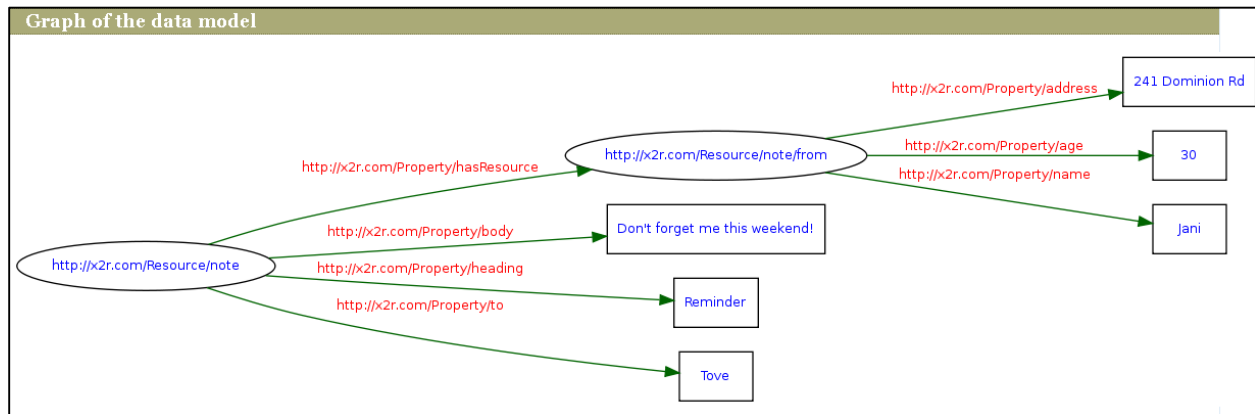 Graph of the data model
241 Dominion Rd
http://x2r.com/Property/address
http://x2r.com/Property/age
http://x2r.com/Resource/note/from
30
http://x2r.com/Property/hasResource
http://x2r.com/Property/name
Jani
http://x2r.com/Property/body
Don't forget me this weekend!
http://x2r.com/Resource/note
http://x2r.com/Property/heading
Reminder
http://x2r.com/Property/to
Tove